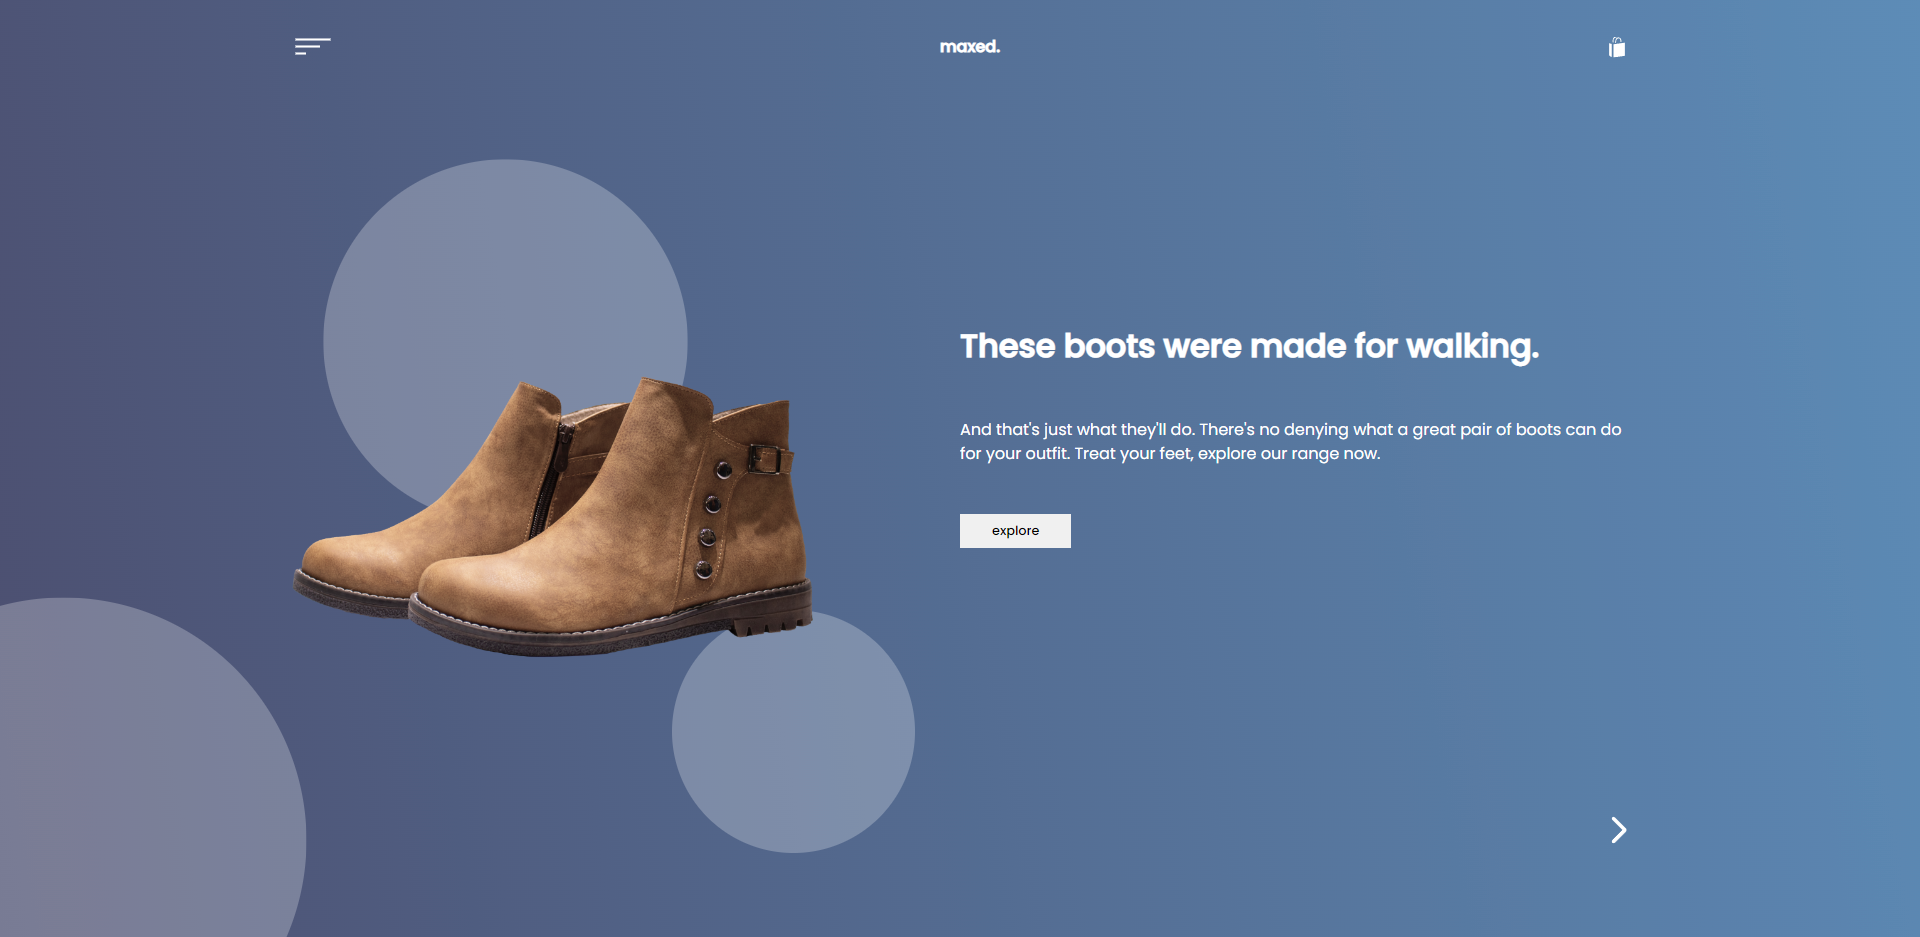 maxed.
These boots were made for walking.
And that's just what they'll do. There's no denying what a great pair of boots can do
for your outfit. Treat your feet, explore our range now.
explore